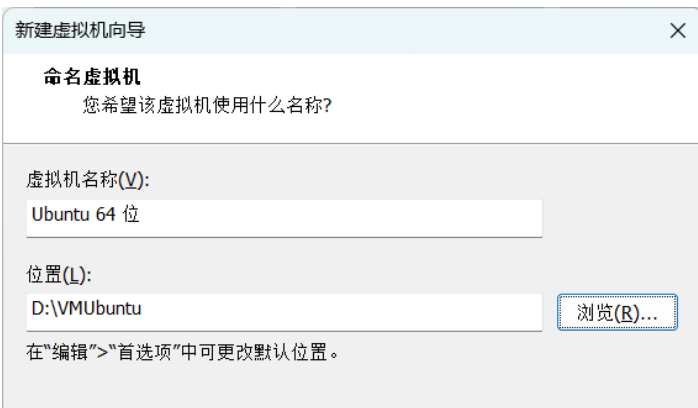 新建虚拟机向导
命名虚拟机
您希望该虚拟机使用什么名称?
虚拟机名称(V):
Ubuntu 64 位
位置(L):
D:\VMUbuntu
浏览(R)...
在“编辑”>“首选项”中可更改默认位置。